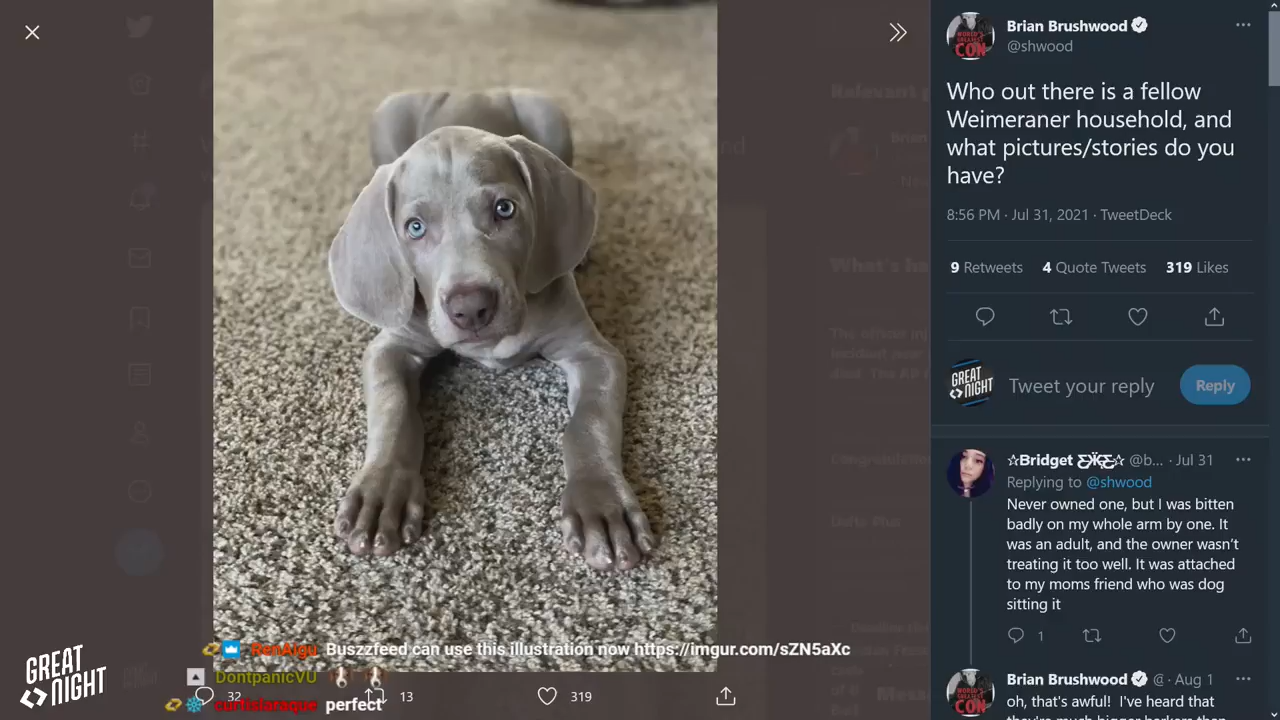 Brian Brushwood
@shwood
Who out there is a fellow
Weimeraner household, and
what pictures/stories do you
have?
8:56 PM · Jul 31, 2021 · TweetDeck
9 Retweets 4 Quote Tweets 319 Likes
GREAT NIGHT
Tweet your reply
Reply
☆Bridget
@b... · Jul 31
Replying to @shwood
Never owned one, but I was bitten
badly on my whole arm by one. It
was an adult, and the owner wasn't
treating it too well. It was attached
to my moms friend who was dog
sitting it
1
Brian Brushwood @ · Aug 1
oh, that's awful! I've heard that
WORLD'S GREATEST CON
RenAigu Buszzfeed can use this illustration now https://imgur.com/sZN5aXc
DontpanicVU
curtislaraque perfect
32 13 319
GREAT
NIGHT